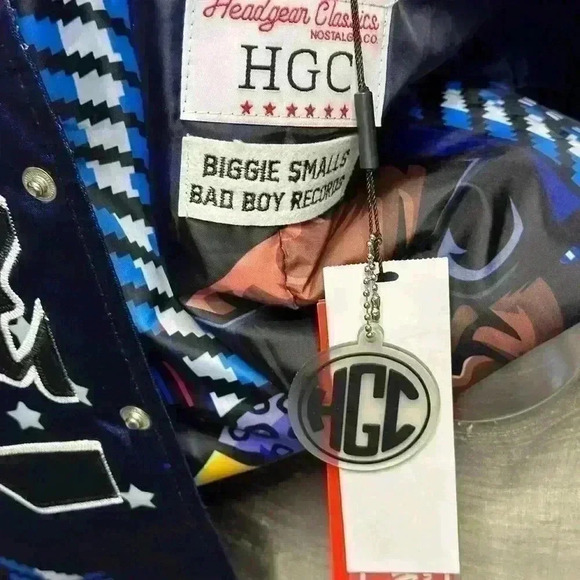 Headgear Classics
NOSTALGIA CO.
HGC
BIGGIE SMALLS
BAD BOY RECORDS
HGC